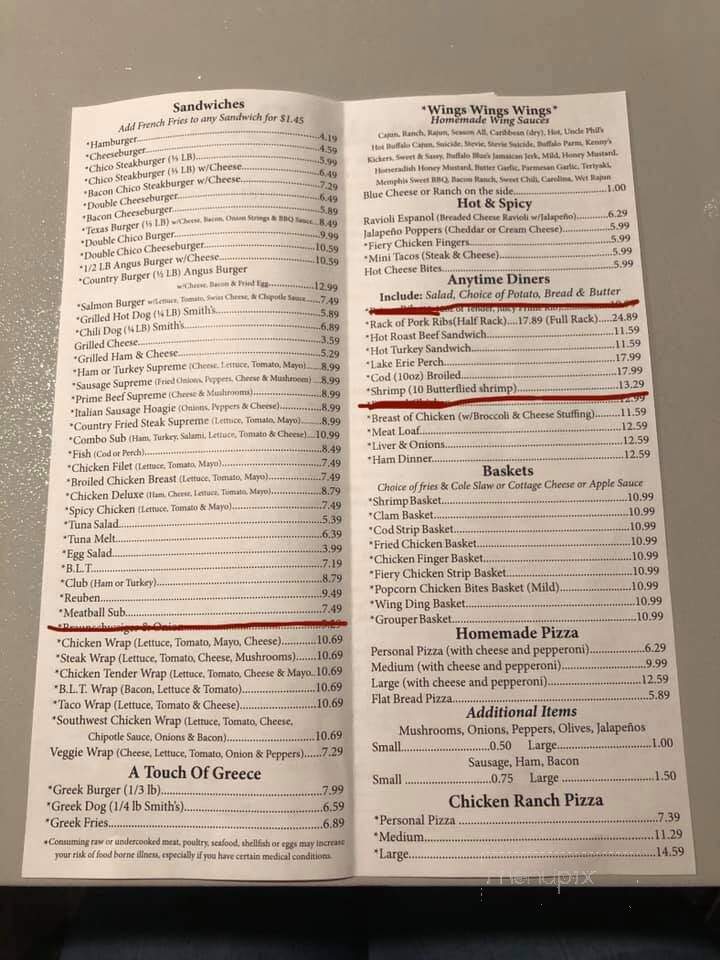 Sandwiches
Add French Fries to any Sandwich for $1.45
*Hamburger....4.19
*Cheeseburger....4.59
*Chico Steakburger (⅓ LB)....5.99
*Chico Steakburger (⅓ LB) w/Cheese....6.49
*Bacon Chico Steakburger w/Cheese....7.29
*Double Cheeseburger....6.49
*Bacon Cheeseburger....5.89
*Texas Burger (⅓ LB) w/Cheese, Bacon, Onion Strings & BBQ Sauce...8.49
*Double Chico Burger....9.99
*Double Chico Cheeseburger....10.59
*1/2 LB Angus Burger w/Cheese....10.59
*Country Burger (½ LB) Angus Burger
w/Cheese, Bacon & Fried Egg....12.99
*Salmon Burger w/Lettuce, Tomato, Swiss Cheese, & Chipotle Sauce....7.49
*Grilled Hot Dog (¼ LB) Smith's....5.89
*Chili Dog (¼ LB) Smith's....6.89
Grilled Cheese....3.59
*Grilled Ham & Cheese....5.29
*Ham or Turkey Supreme (Cheese, Lettuce, Tomato, Mayo)....8.99
*Sausage Supreme (Fried Onions, Peppers, Cheese & Mushroom)...8.99
*Prime Beef Supreme (Cheese & Mushrooms)....8.99
*Italian Sausage Hoagie (Onions, Peppers & Cheese)....8.99
*Country Fried Steak Supreme (Lettuce, Tomato, Mayo)....8.99
*Combo Sub (Ham, Turkey, Salami, Lettuce, Tomato & Cheese)....10.99
*Fish (Cod or Perch)....8.49
*Chicken Filet (Lettuce, Tomato, Mayo)....7.49
*Broiled Chicken Breast (Lettuce, Tomato, Mayo)....7.49
*Chicken Deluxe (Ham, Cheese, Lettuce, Tomato, Mayo)....8.79
*Spicy Chicken (Lettuce, Tomato & Mayo)....7.49
*Tuna Salad....5.39
*Tuna Melt....6.39
*Egg Salad....3.99
*B.L.T....7.19
*Club (Ham or Turkey)....8.79
*Reuben....9.49
*Meatball Sub....7.49
*Braunschweiger & Onion
*Chicken Wrap (Lettuce, Tomato, Mayo, Cheese)....10.69
*Steak Wrap (Lettuce, Tomato, Cheese, Mushrooms)....10.69
*Chicken Tender Wrap (Lettuce, Tomato, Cheese & Mayo..10.69
*B.L.T. Wrap (Bacon, Lettuce & Tomato)....10.69
*Taco Wrap (Lettuce, Tomato & Cheese)....10.69
*Southwest Chicken Wrap (Lettuce, Tomato, Cheese,
Chipotle Sauce, Onions & Bacon)....10.69
Veggie Wrap (Cheese, Lettuce, Tomato, Onion & Peppers)....7.29
A Touch Of Greece
*Greek Burger (1/3 lb)....7.99
*Greek Dog (1/4 lb Smith's)....6.59
*Greek Fries....6.89
*Consuming raw or undercooked meat, poultry, seafood, shellfish or eggs may increase
your risk of food borne illness, especially if you have certain medical conditions.
*Wings Wings Wings*
Homemade Wing Sauces
Cajun, Ranch, Rajun, Season All, Caribbean (dry), Hot, Uncle Phil's
Hot Buffalo Cajun, Suicide, Stevie, Stevie Suicide, Buffalo Parm, Kenny's
Kickers, Sweet & Sassy, Buffalo Blue's Jamaican Jerk, Mild, Honey Mustard,
Horseradish Honey Mustard, Butter Garlic, Parmesan Garlic, Teriyaki,
Memphis Sweet BBQ, Bacon Ranch, Sweet Chili, Carolina, Wet Rajun
Blue Cheese or Ranch on the side....1.00
Hot & Spicy
Ravioli Espanol (Breaded Cheese Ravioli w/Jalapeño)....6.29
Jalapeño Poppers (Cheddar or Cream Cheese)....5.99
*Fiery Chicken Fingers....5.99
*Mini Tacos (Steak & Cheese)....5.99
Hot Cheese Bites....5.99
Anytime Diners
Include: Salad, Choice of Potato, Bread & Butter
of Tender, Juicy Prime Rib)
*Rack of Pork Ribs(Half Rack)....17.89 (Full Rack)....24.89
*Hot Roast Beef Sandwich....11.59
*Hot Turkey Sandwich....11.59
*Lake Erie Perch....17.99
*Cod (10oz) Broiled....17.99
*Shrimp (10 Butterflied shrimp)....13.29
12.99
*Breast of Chicken (w/Broccoli & Cheese Stuffing)....11.59
*Meat Loaf....12.59
*Liver & Onions....12.59
*Ham Dinner....12.59
Baskets
Choice of fries & Cole Slaw or Cottage Cheese or Apple Sauce
*Shrimp Basket....10.99
*Clam Basket....10.99
*Cod Strip Basket....10.99
*Fried Chicken Basket....10.99
*Chicken Finger Basket....10.99
*Fiery Chicken Strip Basket....10.99
*Popcorn Chicken Bites Basket (Mild)....10.99
*Wing Ding Basket....10.99
*Grouper Basket....10.99
Homemade Pizza
Personal Pizza (with cheese and pepperoni)....6.29
Medium (with cheese and pepperoni)....9.99
Large (with cheese and pepperoni)....12.59
Flat Bread Pizza....5.89
Additional Items
Mushrooms, Onions, Peppers, Olives, Jalapeños
Small....0.50 Large....1.00
Sausage, Ham, Bacon
Small ....0.75 Large ....1.50
Chicken Ranch Pizza
*Personal Pizza ....7.39
*Medium....11.29
*Large....14.59
menupix